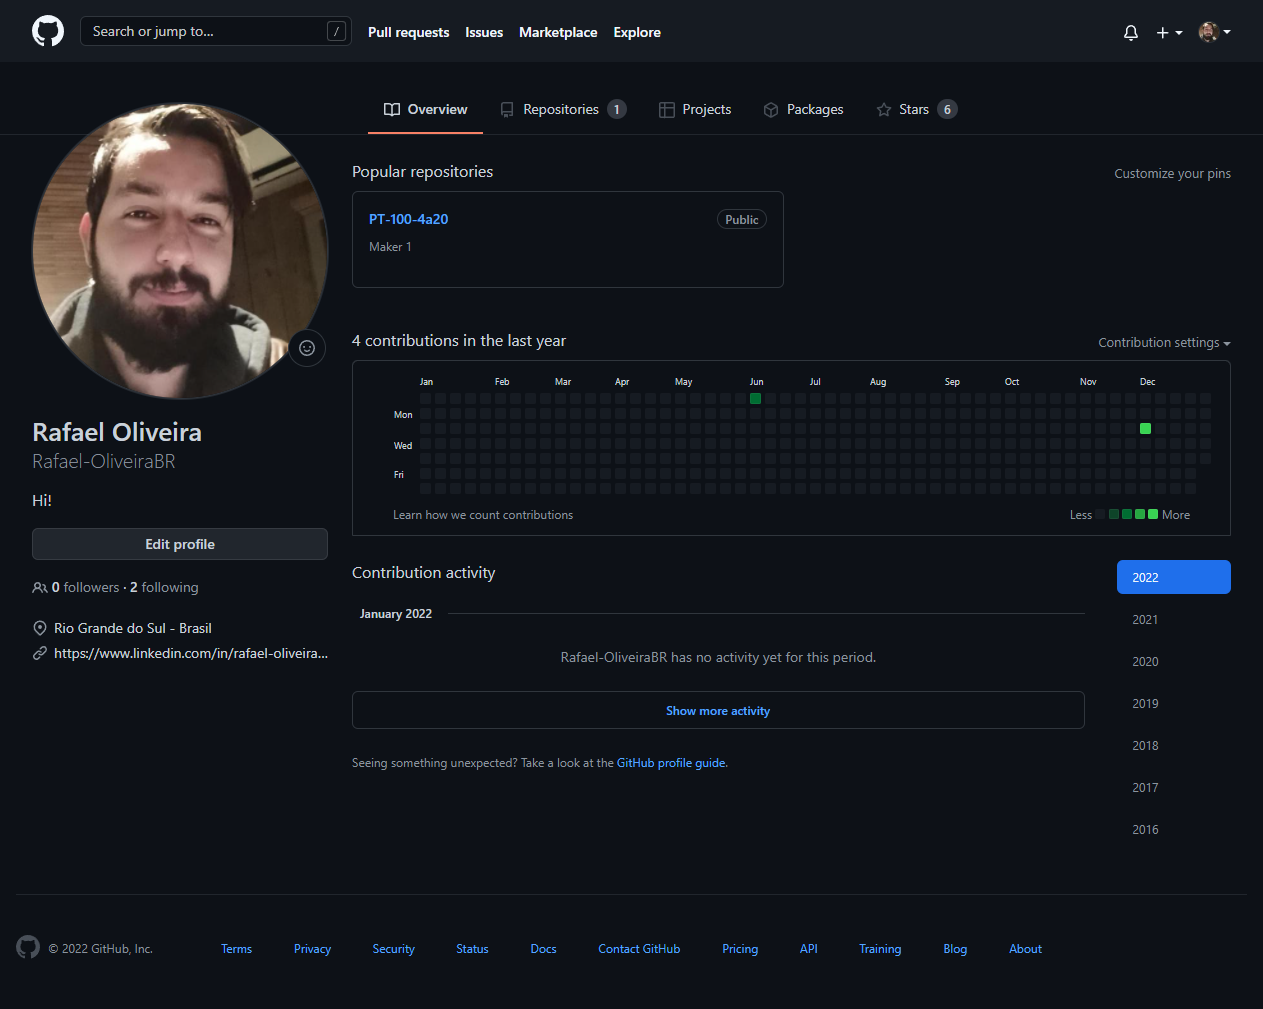 Search or jump to... /
Pull requests Issues Marketplace Explore
Overview Repositories 1 Projects Packages Stars 6
Rafael Oliveira
Rafael-OliveiraBR
Hi!
Edit profile
0 followers · 2 following
Rio Grande do Sul - Brasil
https://www.linkedin.com/in/rafael-oliveira...
Popular repositories
Customize your pins
PT-100-4a20
Public
Maker 1
4 contributions in the last year
Contribution settings
Jan Feb Mar Apr May Jun Jul Aug Sep Oct Nov Dec
Mon
Wed
Fri
Learn how we count contributions
Less More
Contribution activity
January 2022
Rafael-OliveiraBR has no activity yet for this period.
Show more activity
Seeing something unexpected? Take a look at the GitHub profile guide.
2022
2021
2020
2019
2018
2017
2016
© 2022 GitHub, Inc.
Terms Privacy Security Status Docs Contact GitHub Pricing API Training Blog About